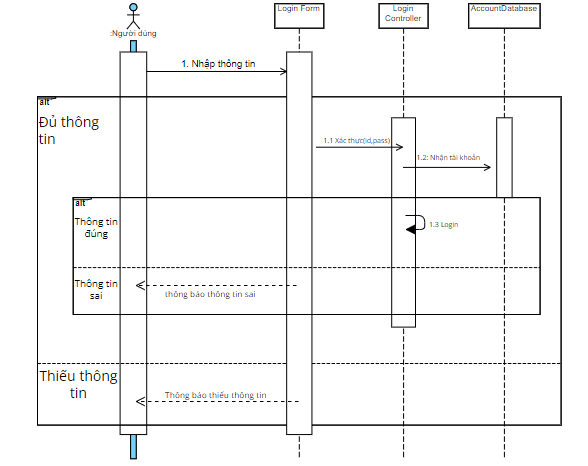 Login Form
Login
Controller
AccountDatabase
:Người dùng
1. Nhập thông tin
alt
Đủ thông
tin
1.1 Xác thực(id,pass)
1.2: Nhận tài khoản
alt
Thông tin
đúng
1.3 Login
Thông tin
sai
thông báo thông tin sai
Thiếu thông
tin
Thông báo thiếu thông tin